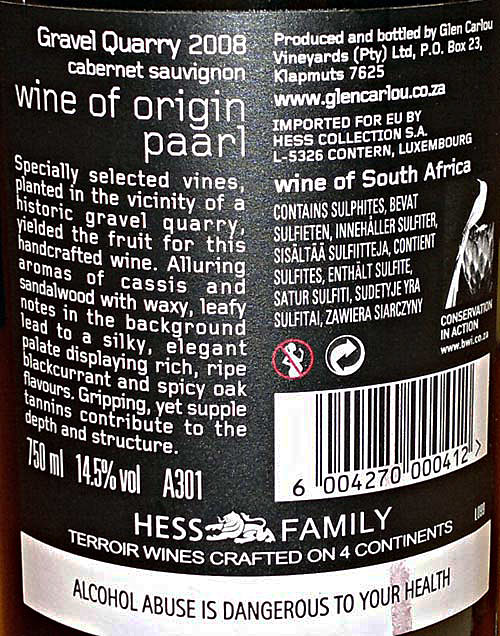 Gravel Quarry 2008
cabernet sauvignon
wine of origin
paarl
Specially selected vines,
planted in the vicinity of a
historic gravel quarry,
yielded the fruit for this
handcrafted wine. Alluring
aromas of cassis and
sandalwood with waxy, leafy
notes in the background
lead to a silky, elegant
palate displaying rich, ripe
blackcurrant and spicy oak
flavours. Gripping, yet supple
tannins contribute to the
depth and structure.
750 ml 14.5% vol A301
Produced and bottled by Glen Carlou
Vineyards (Pty) Ltd, P.O. Box 23,
Klapmuts 7625
www.glencarlou.co.za
IMPORTED FOR EU BY
HESS COLLECTION S.A.
L-5326 CONTERN, LUXEMBOURG
wine of South Africa
CONTAINS SULPHITES, BEVAT
SULFIETEN, INNEHÅLLER SULFITER,
SISÄLTÄÄ SULFIITTEJA, CONTIENT
SULFITES, ENTHÄLT SULFITE,
SATUR SULFITI, SUDETYJE YRA
SULFITAI, ZAWIERA SIARCZYNY
CONSERVATION
IN ACTION
www.bwi.co.za
6 004270 000412 >
HESS FAMILY
TERROIR WINES CRAFTED ON 4 CONTINENTS
ALCOHOL ABUSE IS DANGEROUS TO YOUR HEALTH